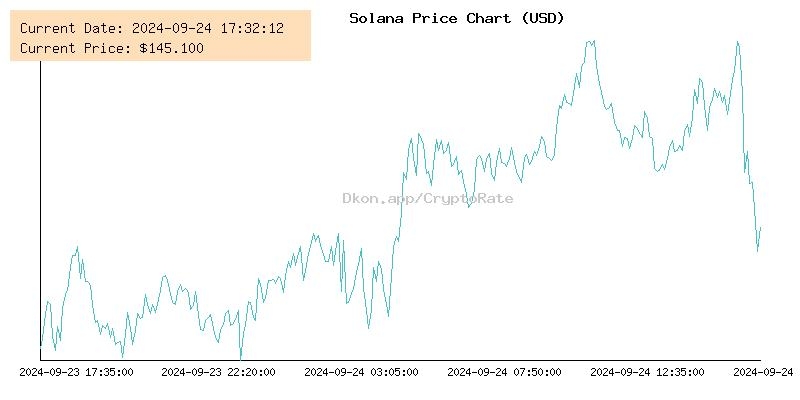 Solana Price Chart (USD)
Current Date: 2024-09-24 17:32:12
Current Price: $145.100
Dkon.app/CryptoRate
2024-09-23 17:35:00
2024-09-23 22:20:00
2024-09-24 03:05:00
2024-09-24 07:50:00
2024-09-24 12:35:00
2024-09-24